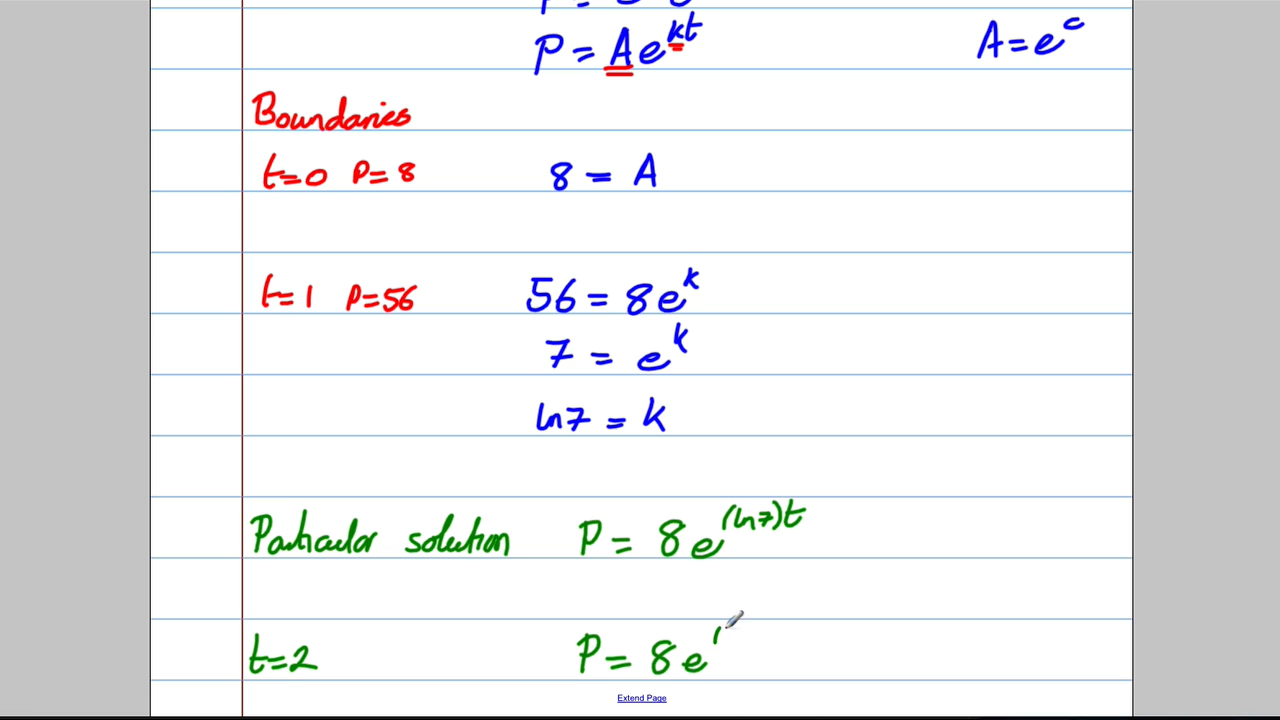 P = Ae^{kt} A = e^c
Boundaries
t=0 P=8 8 = A
t=1 P=56 56 = 8e^k
7 = e^k
ln7 = k
Particular solution P = 8e^{(ln7)t}
t=2 P = 8e^(
Extend Page